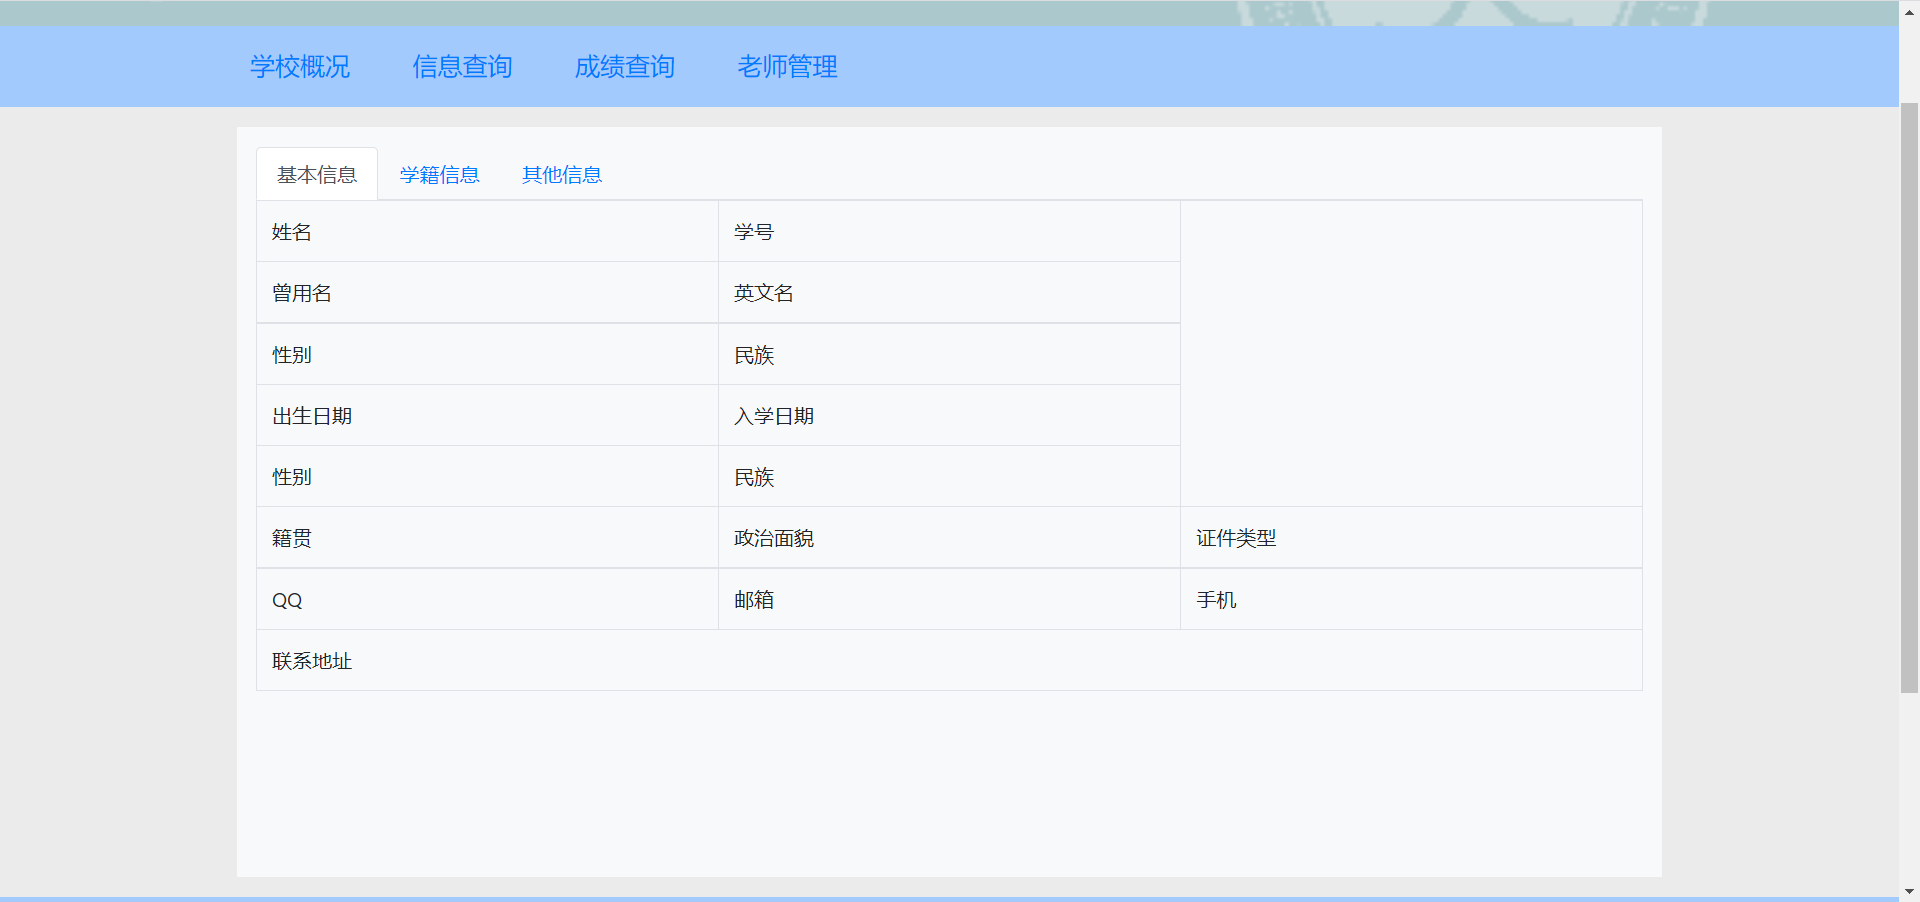 学校概况 信息查询 成绩查询 老师管理
基本信息 学籍信息 其他信息
姓名 学号
曾用名 英文名
性别 民族
出生日期 入学日期
性别 民族
籍贯 政治面貌 证件类型
QQ 邮箱 手机
联系地址